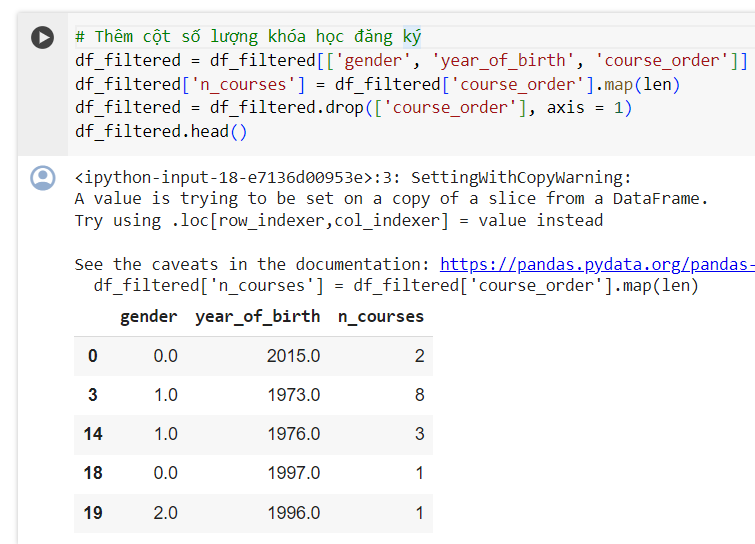 # Thêm cột số lượng khóa học đăng ký
df_filtered = df_filtered[['gender', 'year_of_birth', 'course_order']]
df_filtered['n_courses'] = df_filtered['course_order'].map(len)
df_filtered = df_filtered.drop(['course_order'], axis = 1)
df_filtered.head()
<ipython-input-18-e7136d00953e>:3: SettingWithCopyWarning:
A value is trying to be set on a copy of a slice from a DataFrame.
Try using .loc[row_indexer,col_indexer] = value instead
See the caveats in the documentation: https://pandas.pydata.org/pandas-
df_filtered['n_courses'] = df_filtered['course_order'].map(len)
gender year_of_birth n_courses
0 0.0 2015.0 2
3 1.0 1973.0 8
14 1.0 1976.0 3
18 0.0 1997.0 1
19 2.0 1996.0 1